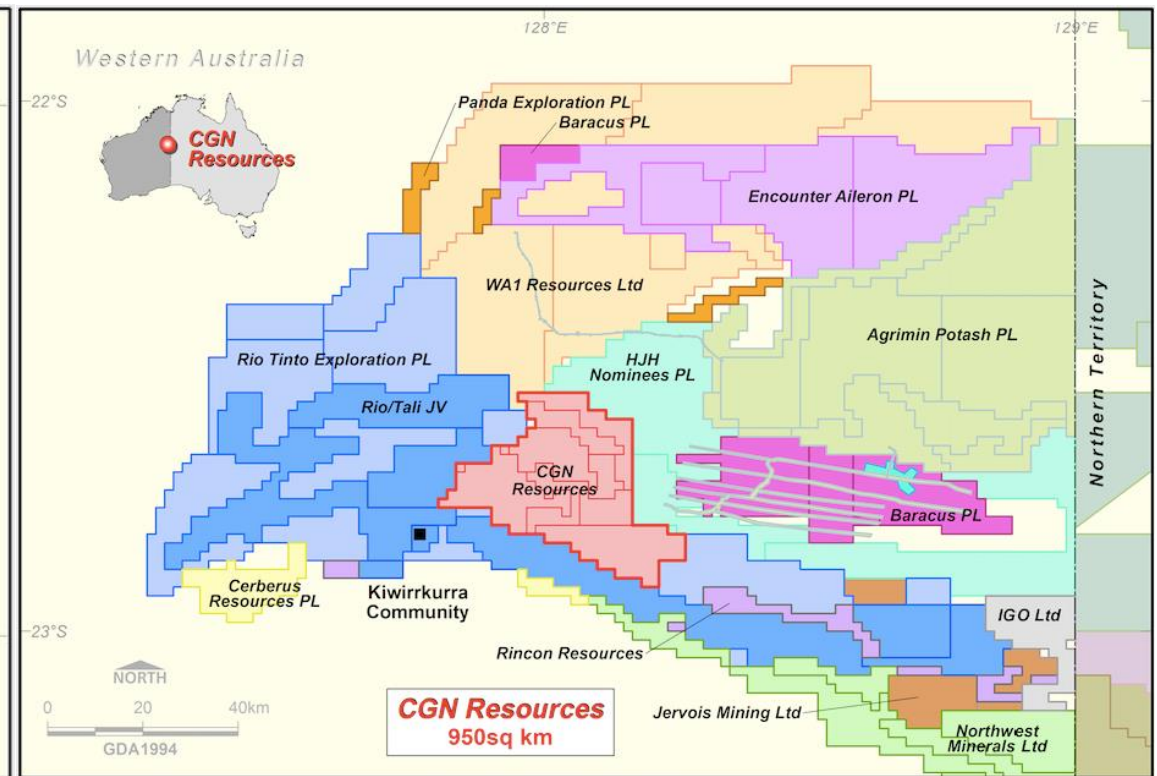 128°E
129°E
Western Australia
22°S
Panda Exploration PL
Baracus PL
CGN
Resources
Encounter Aileron PL
WA1 Resources Ltd
Northern Territory
Agrimin Potash PL
Rio Tinto Exploration PL
HJH
Nominees PL
Rio/Tali JV
CGN
Resources
Baracus PL
Cerberus
Resources PL
Kiwirrkurra
Community
IGO Ltd
23°S
Rincon Resources
NORTH
0 20 40km
GDA1994
CGN Resources
950sq km
Jervois Mining Ltd
Northwest
Minerals Ltd